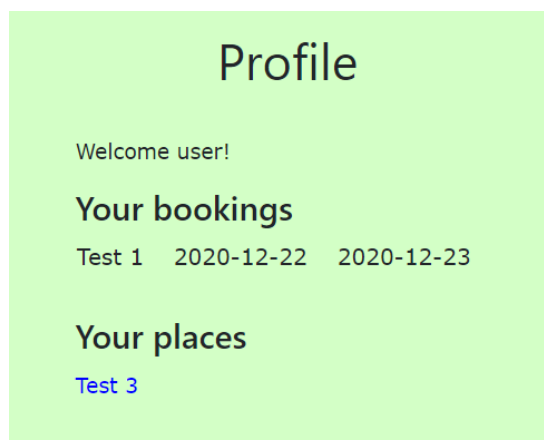 Profile
Welcome user!
Your bookings
Test 1 2020-12-22 2020-12-23
Your places
Test 3